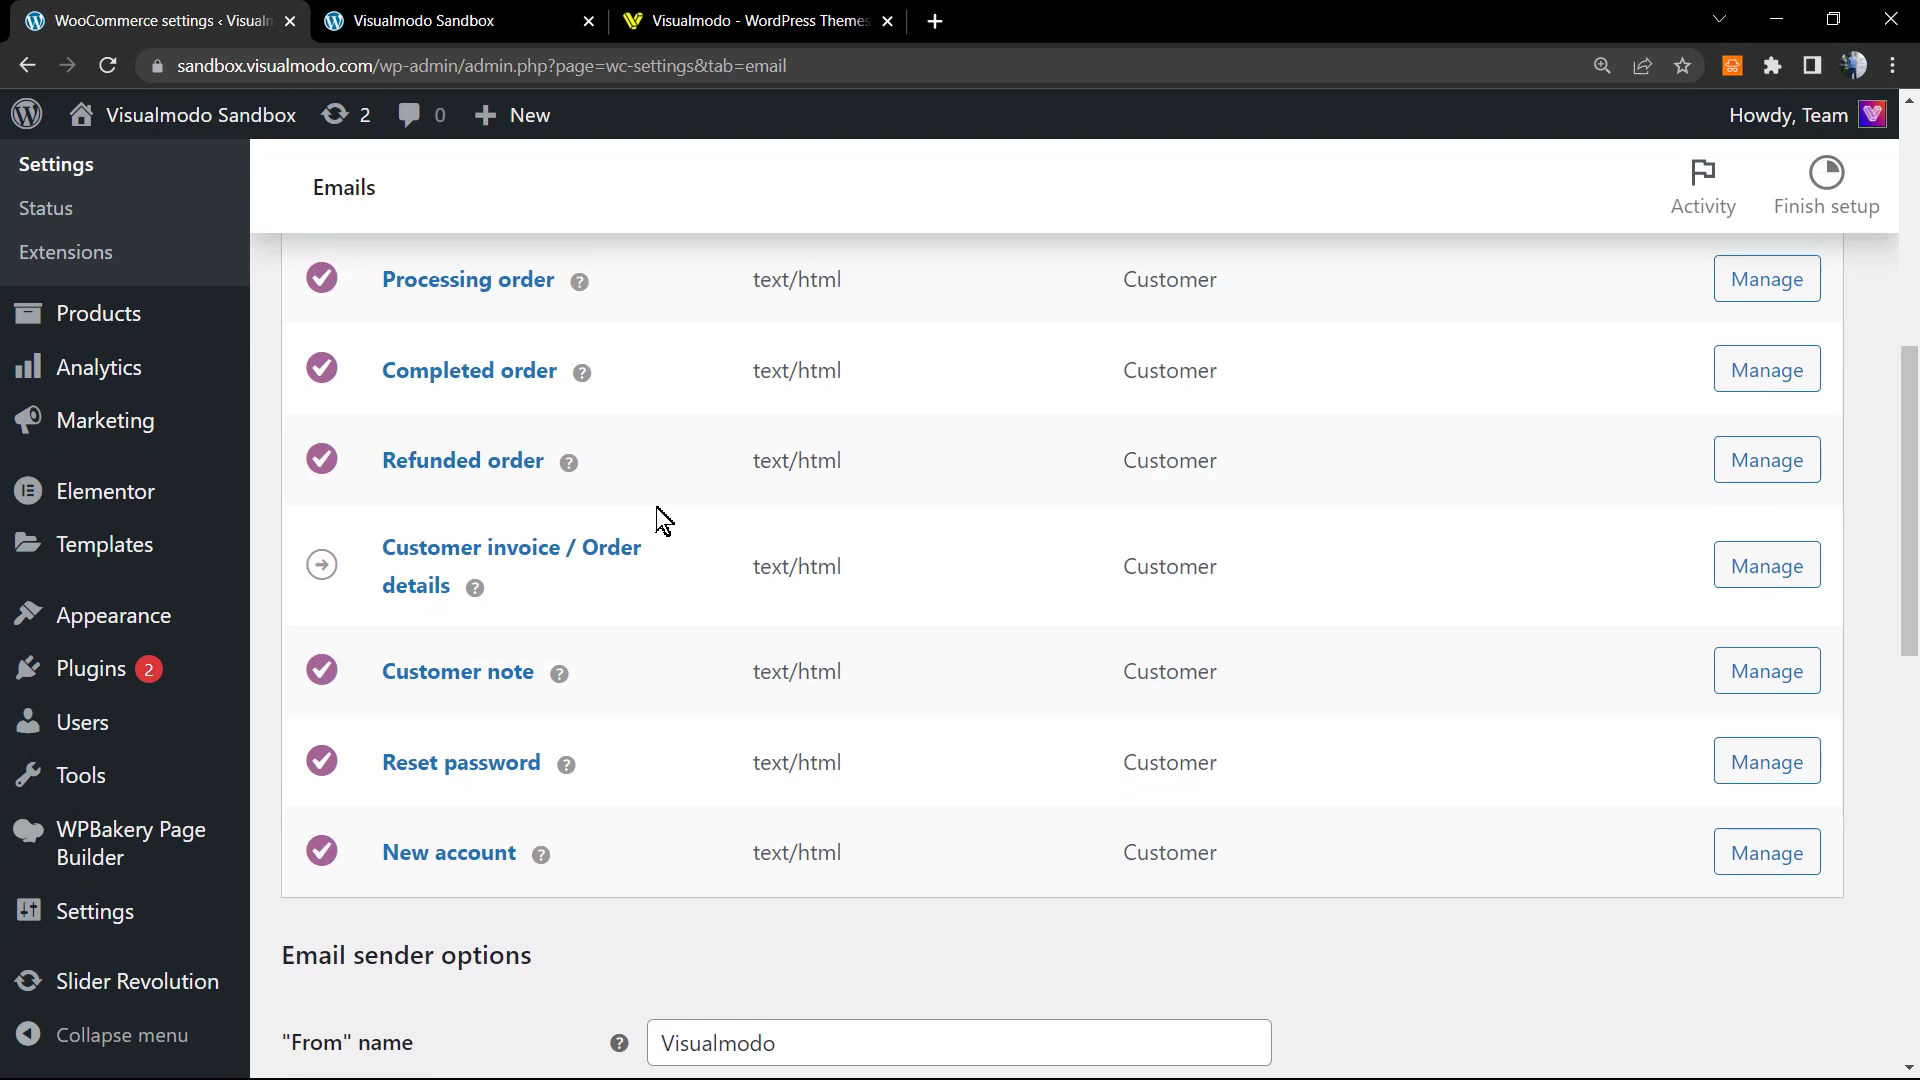 WooCommerce settings ‹ Visualm
Visualmodo Sandbox
Visualmodo - WordPress Themes
sandbox.visualmodo.com/wp-admin/admin.php?page=wc-settings&tab=email
Visualmodo Sandbox
2
0
New
Howdy, Team
Settings
Status
Extensions
Products
Analytics
Marketing
Elementor
Templates
Appearance
Plugins 2
Users
Tools
WPBakery Page
Builder
Settings
Slider Revolution
Collapse menu
Emails
Activity
Finish setup
Processing order ? text/html Customer Manage
Completed order ? text/html Customer Manage
Refunded order ? text/html Customer Manage
Customer invoice / Order
details ? text/html Customer Manage
Customer note ? text/html Customer Manage
Reset password ? text/html Customer Manage
New account ? text/html Customer Manage
Email sender options
"From" name ? Visualmodo